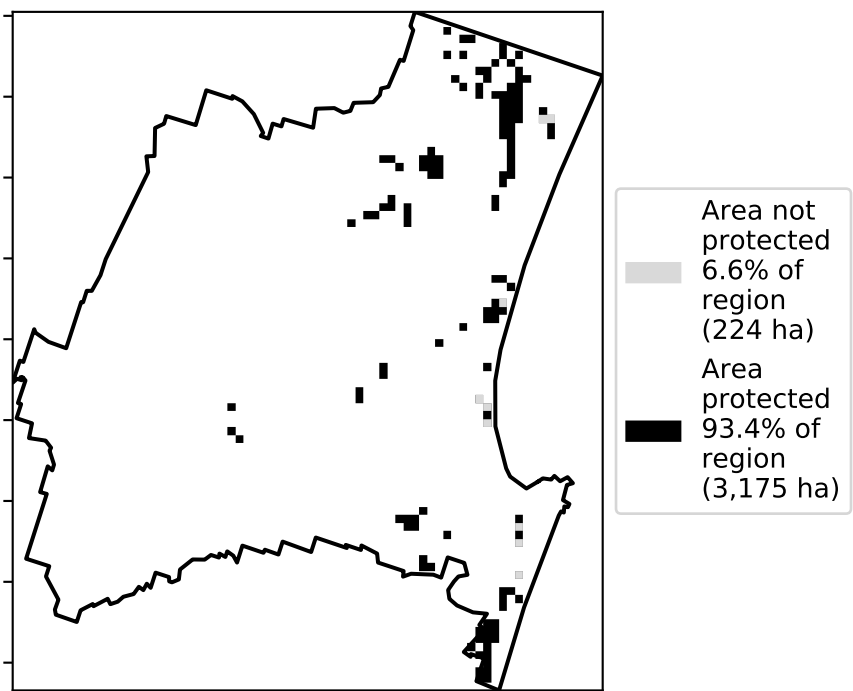 Area not
protected
6.6% of
region
(224 ha)
Area
protected
93.4% of
region
(3,175 ha)